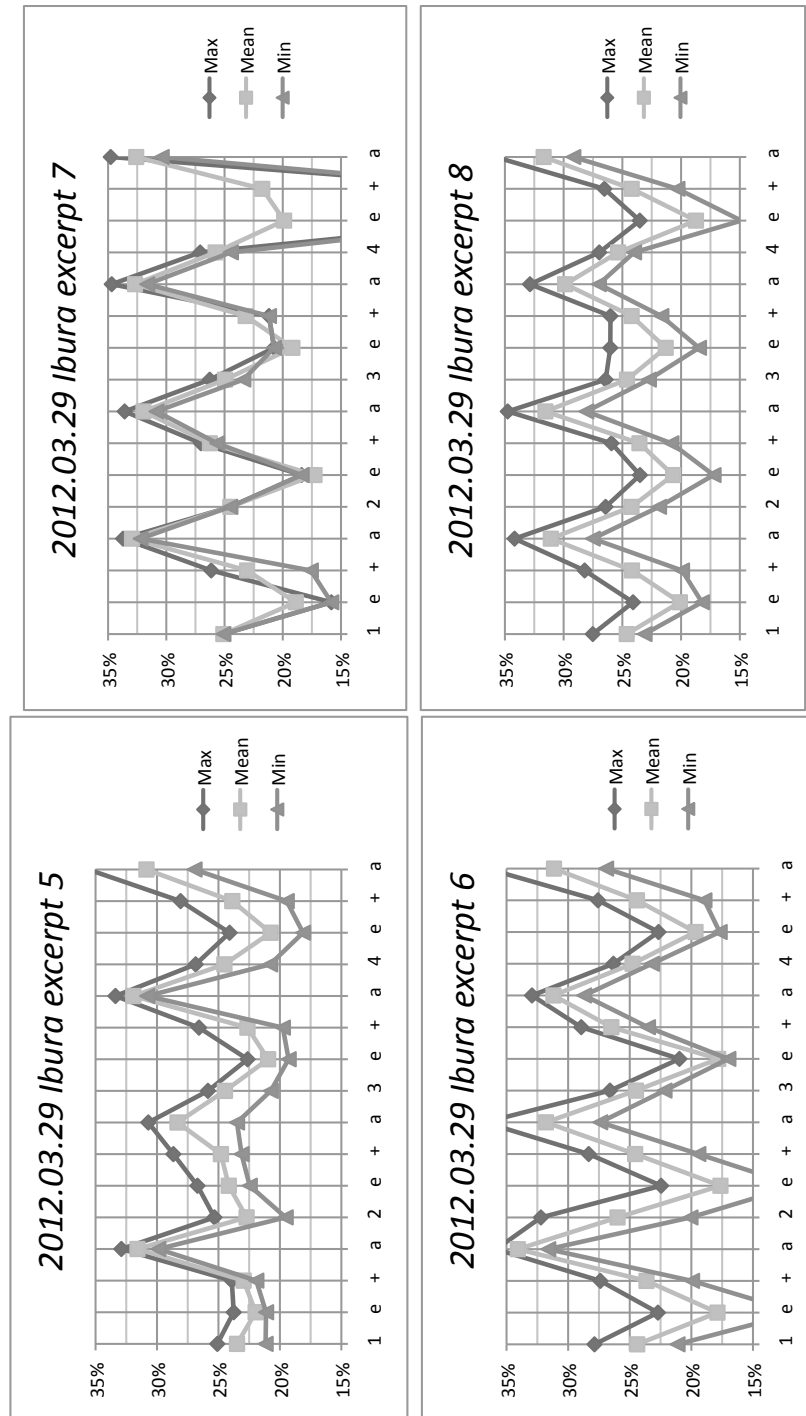 2012.03.29 Ibura excerpt 5
35%
30%
25%
20%
15%
1 e + a 2 e + a 3 e + a 4 e + a
Max
Mean
Min
2012.03.29 Ibura excerpt 7
35%
30%
25%
20%
15%
1 e + a 2 e + a 3 e + a 4 e + a
Max
Mean
Min
2012.03.29 Ibura excerpt 6
35%
30%
25%
20%
15%
1 e + a 2 e + a 3 e + a 4 e + a
Max
Mean
Min
2012.03.29 Ibura excerpt 8
35%
30%
25%
20%
15%
1 e + a 2 e + a 3 e + a 4 e + a
Max
Mean
Min